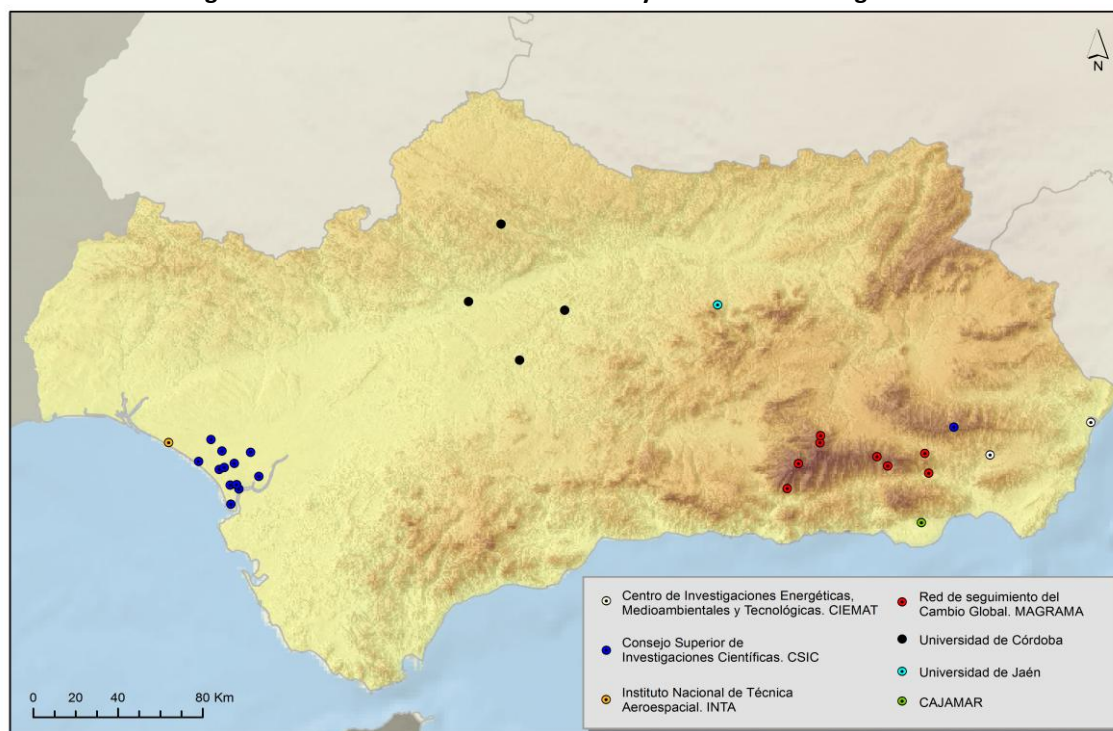 N
Centro de Investigaciones Energéticas,
Medioambientales y Tecnológicas. CIEMAT
Consejo Superior de
Investigaciones Científicas. CSIC
Instituto Nacional de Técnica
Aeroespacial. INTA
Red de seguimiento del
Cambio Global. MAGRAMA
Universidad de Córdoba
Universidad de Jaén
CAJAMAR
0 20 40 80 Km